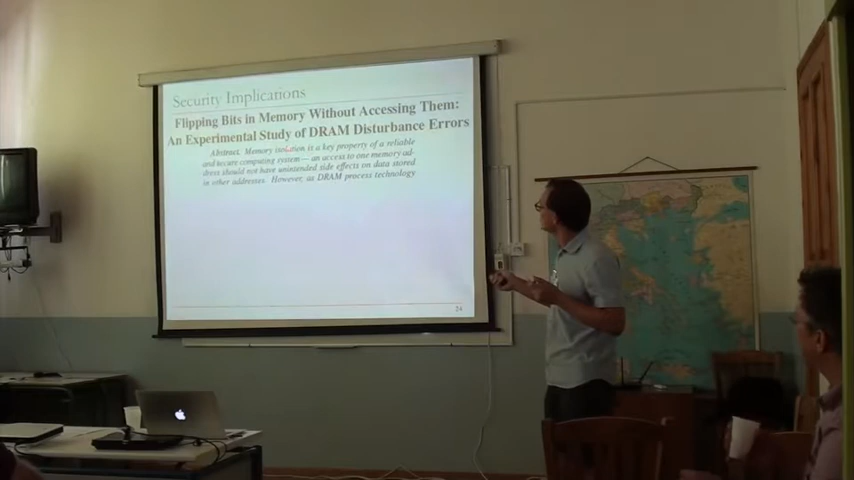 Security Implications
Flipping Bits in Memory Without Accessing Them:
An Experimental Study of DRAM Disturbance Errors
Abstract. Memory isolation is a key property of a reliable
and secure computing system — an access to one memory ad-
dress should not have unintended side effects on data stored
in other addresses. However, as DRAM process technology
24